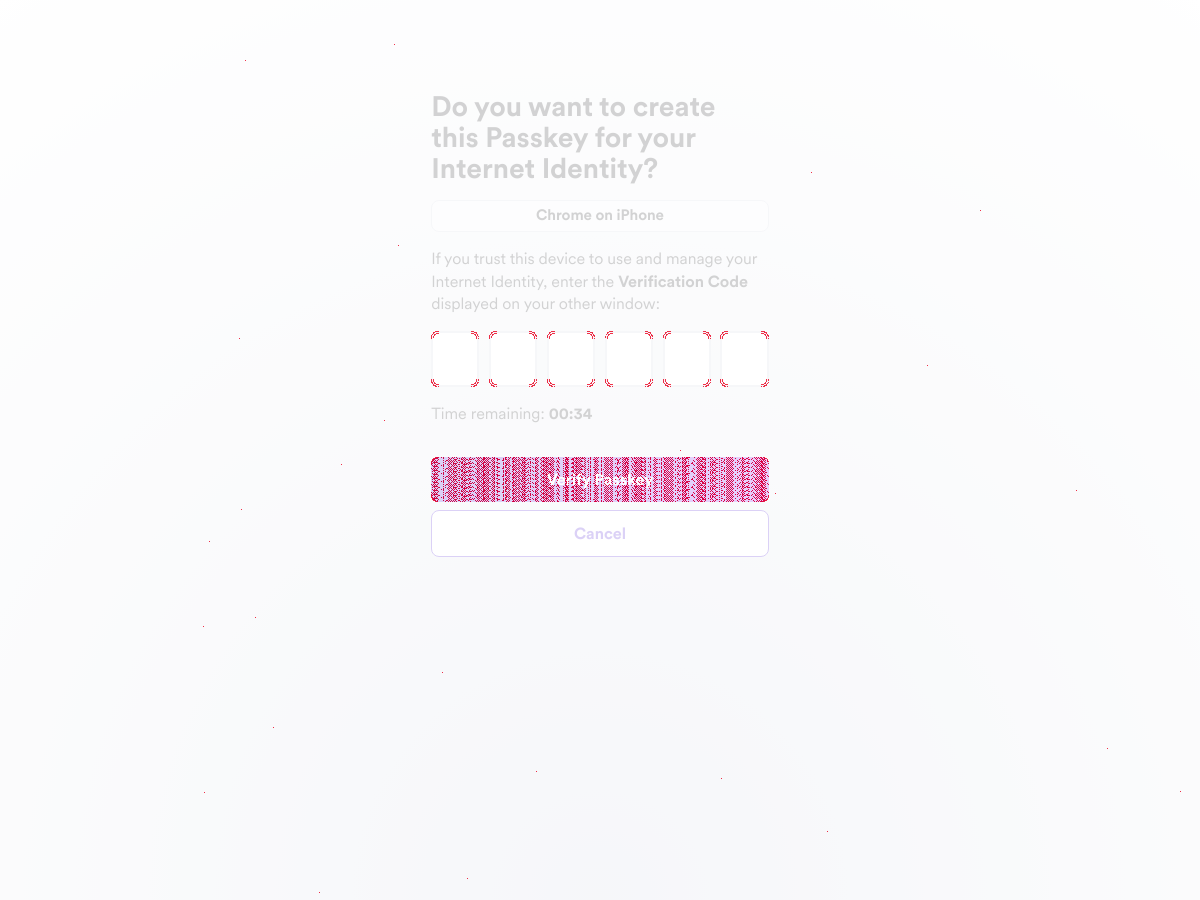 Do you want to create
this Passkey for your
Internet Identity?
Chrome on iPhone
If you trust this device to use and manage your
Internet Identity, enter the Verification Code
displayed on your other window:
Time remaining: 00:34
Verify Passkey
Cancel